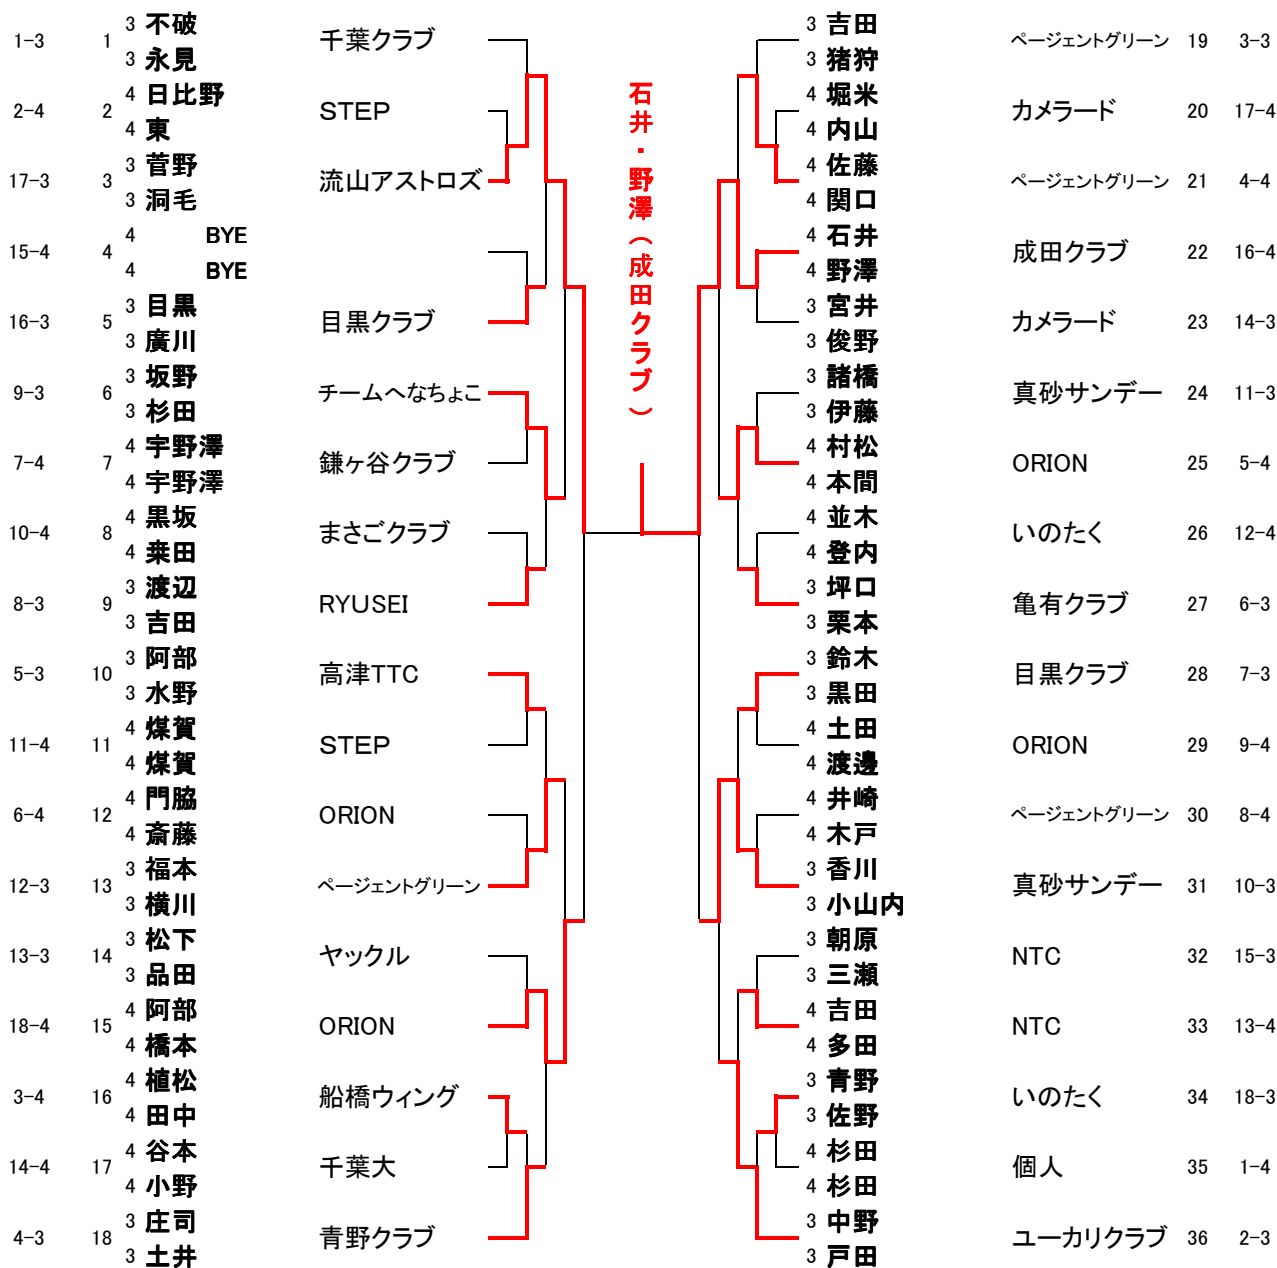 3 不破
1-3 1 千葉クラブ
3 永見
4 日比野
2-4 2 STEP
4 東
3 菅野
17-3 3 流山アストロズ
3 洞毛
4 BYE
15-4 4
4 BYE
3 目黒
16-3 5 目黒クラブ
3 廣川
3 坂野
9-3 6 チームへなちょこ
3 杉田
4 宇野澤
7-4 7 鎌ヶ谷クラブ
4 宇野澤
4 黒坂
10-4 8 まさごクラブ
4 桒田
3 渡辺
8-3 9 RYUSEI
3 吉田
3 阿部
5-3 10 高津TTC
3 水野
4 煤賀
11-4 11 STEP
4 煤賀
4 門脇
6-4 12 ORION
4 斎藤
3 福本
12-3 13 ページェントグリーン
3 横川
3 松下
13-3 14 ヤックル
3 品田
4 阿部
18-4 15 ORION
4 橋本
4 植松
3-4 16 船橋ウィング
4 田中
4 谷本
14-4 17 千葉大
4 小野
3 庄司
4-3 18 青野クラブ
3 土井
石井・野澤（成田クラブ）
3 吉田
ページェントグリーン 19 3-3
3 猪狩
4 堀米
カメラード 20 17-4
4 内山
4 佐藤
ページェントグリーン 21 4-4
4 関口
4 石井
成田クラブ 22 16-4
4 野澤
3 宮井
カメラード 23 14-3
3 俊野
3 諸橋
真砂サンデー 24 11-3
3 伊藤
4 村松
ORION 25 5-4
4 本間
4 並木
いのたく 26 12-4
4 登内
3 坪口
亀有クラブ 27 6-3
3 栗本
3 鈴木
目黒クラブ 28 7-3
3 黒田
4 土田
ORION 29 9-4
4 渡邊
4 井崎
ページェントグリーン 30 8-4
4 木戸
3 香川
真砂サンデー 31 10-3
3 小山内
3 朝原
NTC 32 15-3
3 三瀬
4 吉田
NTC 33 13-4
4 多田
3 青野
いのたく 34 18-3
3 佐野
4 杉田
個人 35 1-4
4 杉田
3 中野
ユーカリクラブ 36 2-3
3 戸田